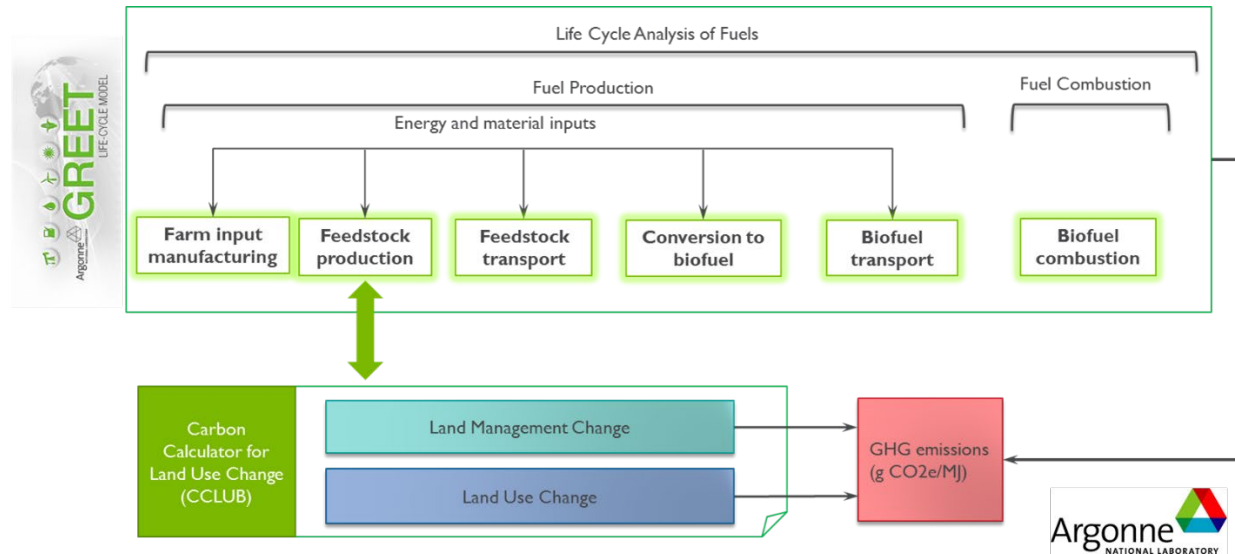 Life Cycle Analysis of Fuels
Fuel Production
Fuel Combustion
Energy and material inputs
Farm input
manufacturing
Feedstock
production
Feedstock
transport
Conversion to
biofuel
Biofuel
transport
Biofuel
combustion
Argonne
GREET
LIFE-CYCLE MODEL
Carbon
Calculator for
Land Use Change
(CCLUB)
Land Management Change
Land Use Change
GHG emissions
(g CO2e/MJ)
Argonne
NATIONAL LABORATORY